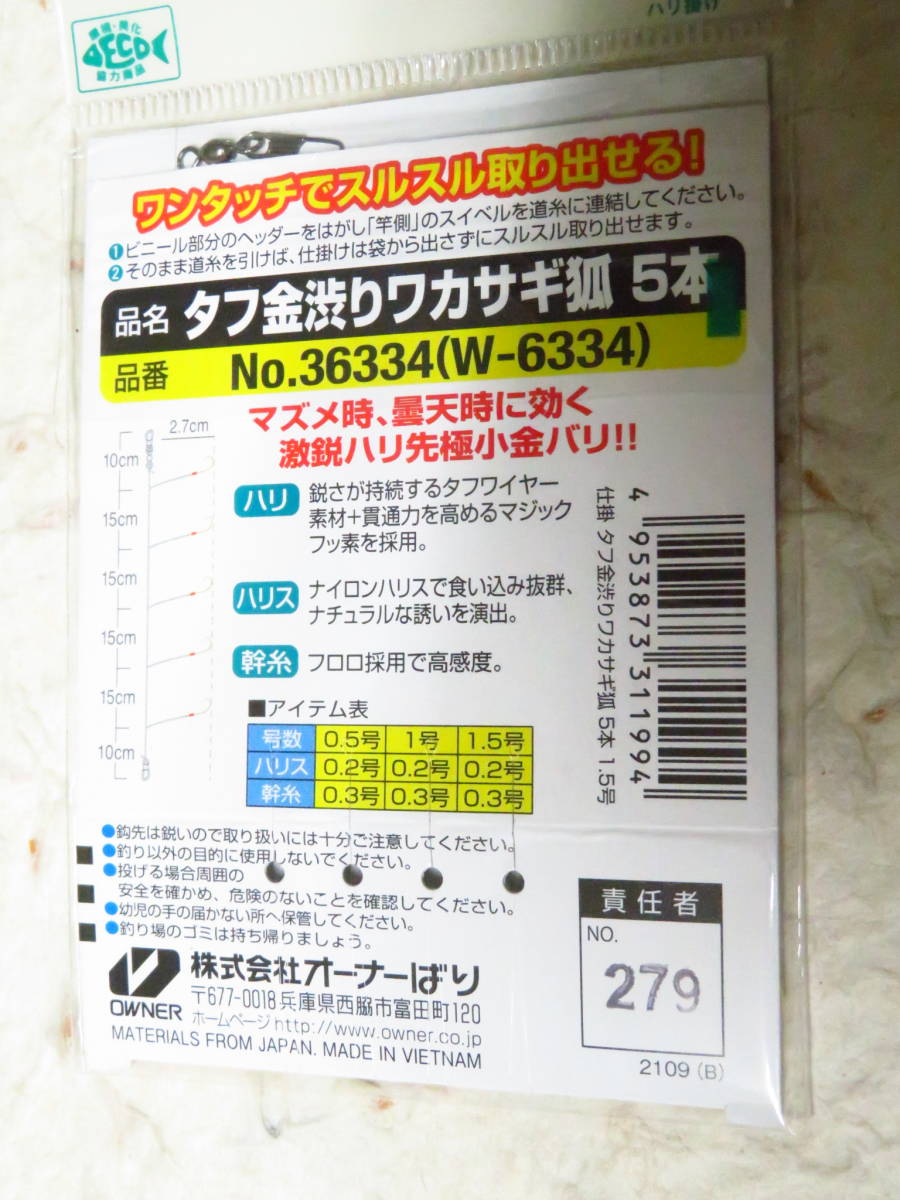 環境・美化
DECO
協力商品
ハリ掛け
ワンタッチでスルスル取り出せる!
❶ビニール部分のヘッダーをはがし「竿側」のスイベルを道糸に連結してください。
❷そのまま道糸を引けば、仕掛けは袋から出さずにスルスル取り出せます。
品名 タフ金渋りワカサギ狐 5本
品番 No.36334(W-6334)
マズメ時、曇天時に効く
激鋭ハリ先極小金バリ!!
2.7cm
10cm
15cm
15cm
15cm
15cm
10cm
ハリ 鋭さが持続するタフワイヤー
素材+貫通力を高めるマジック
フッ素を採用。
ハリス ナイロンハリスで食い込み抜群、
ナチュラルな誘いを演出。
幹糸 フロロ採用で高感度。
■アイテム表
号数 0.5号 1号 1.5号
ハリス 0.2号 0.2号 0.2号
幹糸 0.3号 0.3号 0.3号
仕掛 タフ金渋りワカサギ狐 5本 1.5号
4 953873 311994
●鈎先は鋭いので取り扱いには十分ご注意してください。
●釣り以外の目的に使用しないでください。
●投げる場合周囲の
安全を確かめ、危険のないことを確認してください。
●幼児の手の届かない所へ保管してください。
●釣り場のゴミは持ち帰りましょう。
OWNER
株式会社オーナーばり
〒677-0018 兵庫県西脇市富田町120
ホームページ http://www.owner.co.jp
MATERIALS FROM JAPAN. MADE IN VIETNAM
責任者
NO.
279
2109 (B)